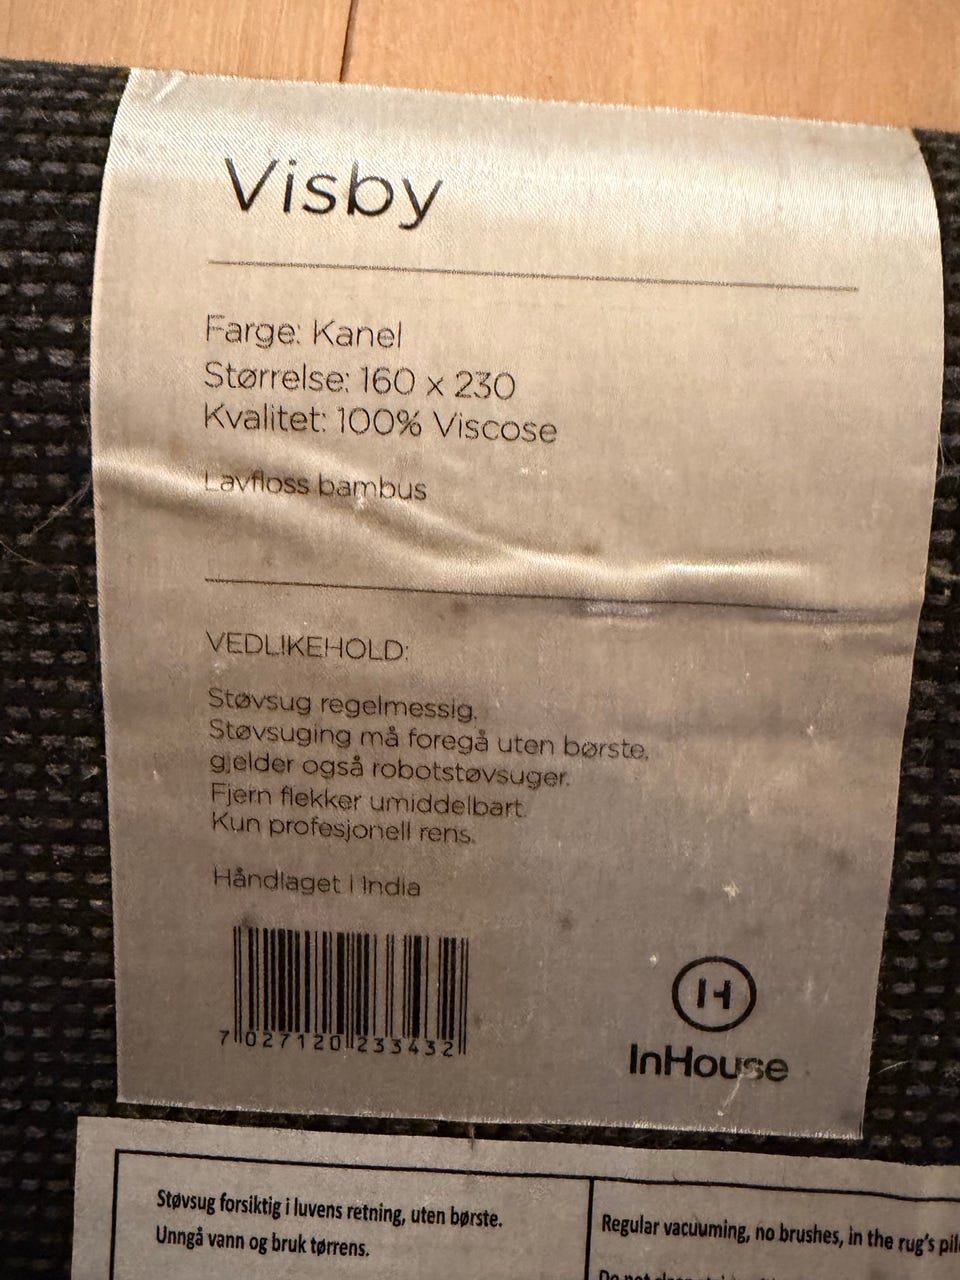 Visby
Farge: Kanel
Størrelse: 160 x 230
Kvalitet: 100% Viscose
Lavfloss bambus
VEDLIKEHOLD:
Støvsug regelmessig.
Støvsuging må foregå uten børste,
gjelder også robotstøvsuger.
Fjern flekker umiddelbart.
Kun profesjonell rens.
Håndlaget i India
7 027120 233432
H
InHouse
Støvsug forsiktig i luvens retning, uten børste.
Unngå vann og bruk tørrens.
Regular vacuuming, no brushes, in the rug's
Do not